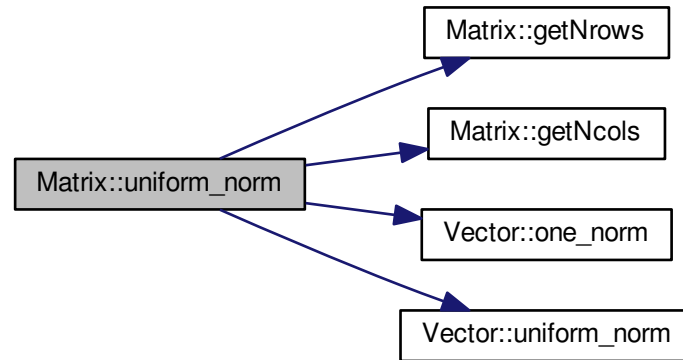 Matrix::getNrows
Matrix::getNcols
Matrix::uniform_norm
Vector::one_norm
Vector::uniform_norm